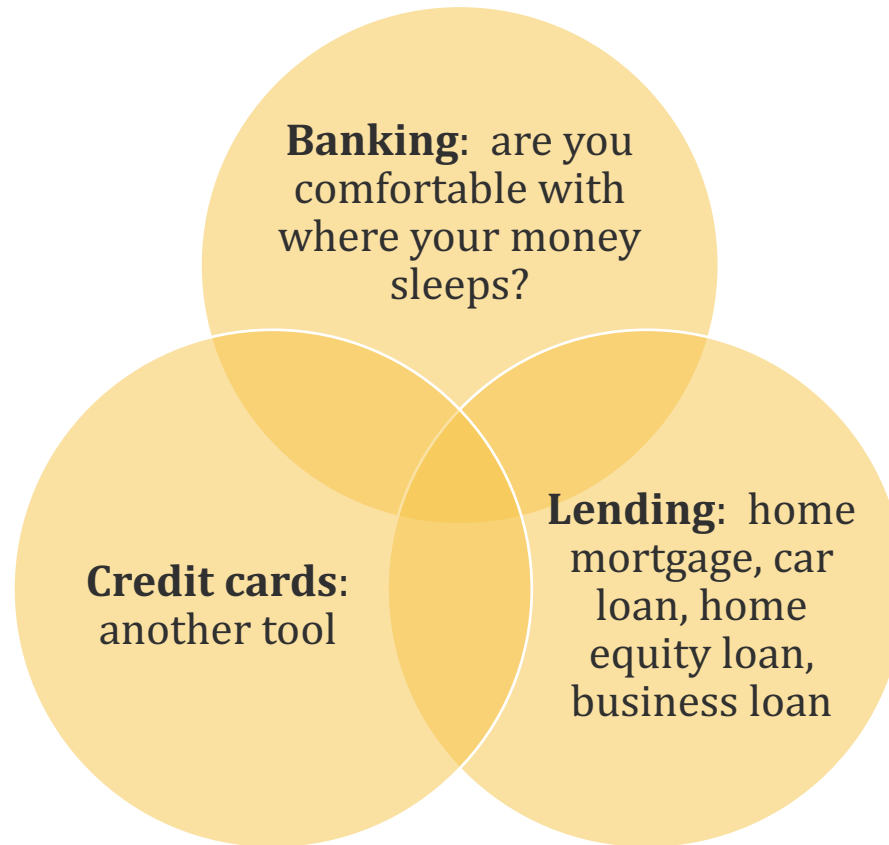 Banking:  are you
comfortable with
where your money
sleeps?
Credit cards:
another tool
Lending:  home
mortgage, car
loan, home
equity loan,
business loan